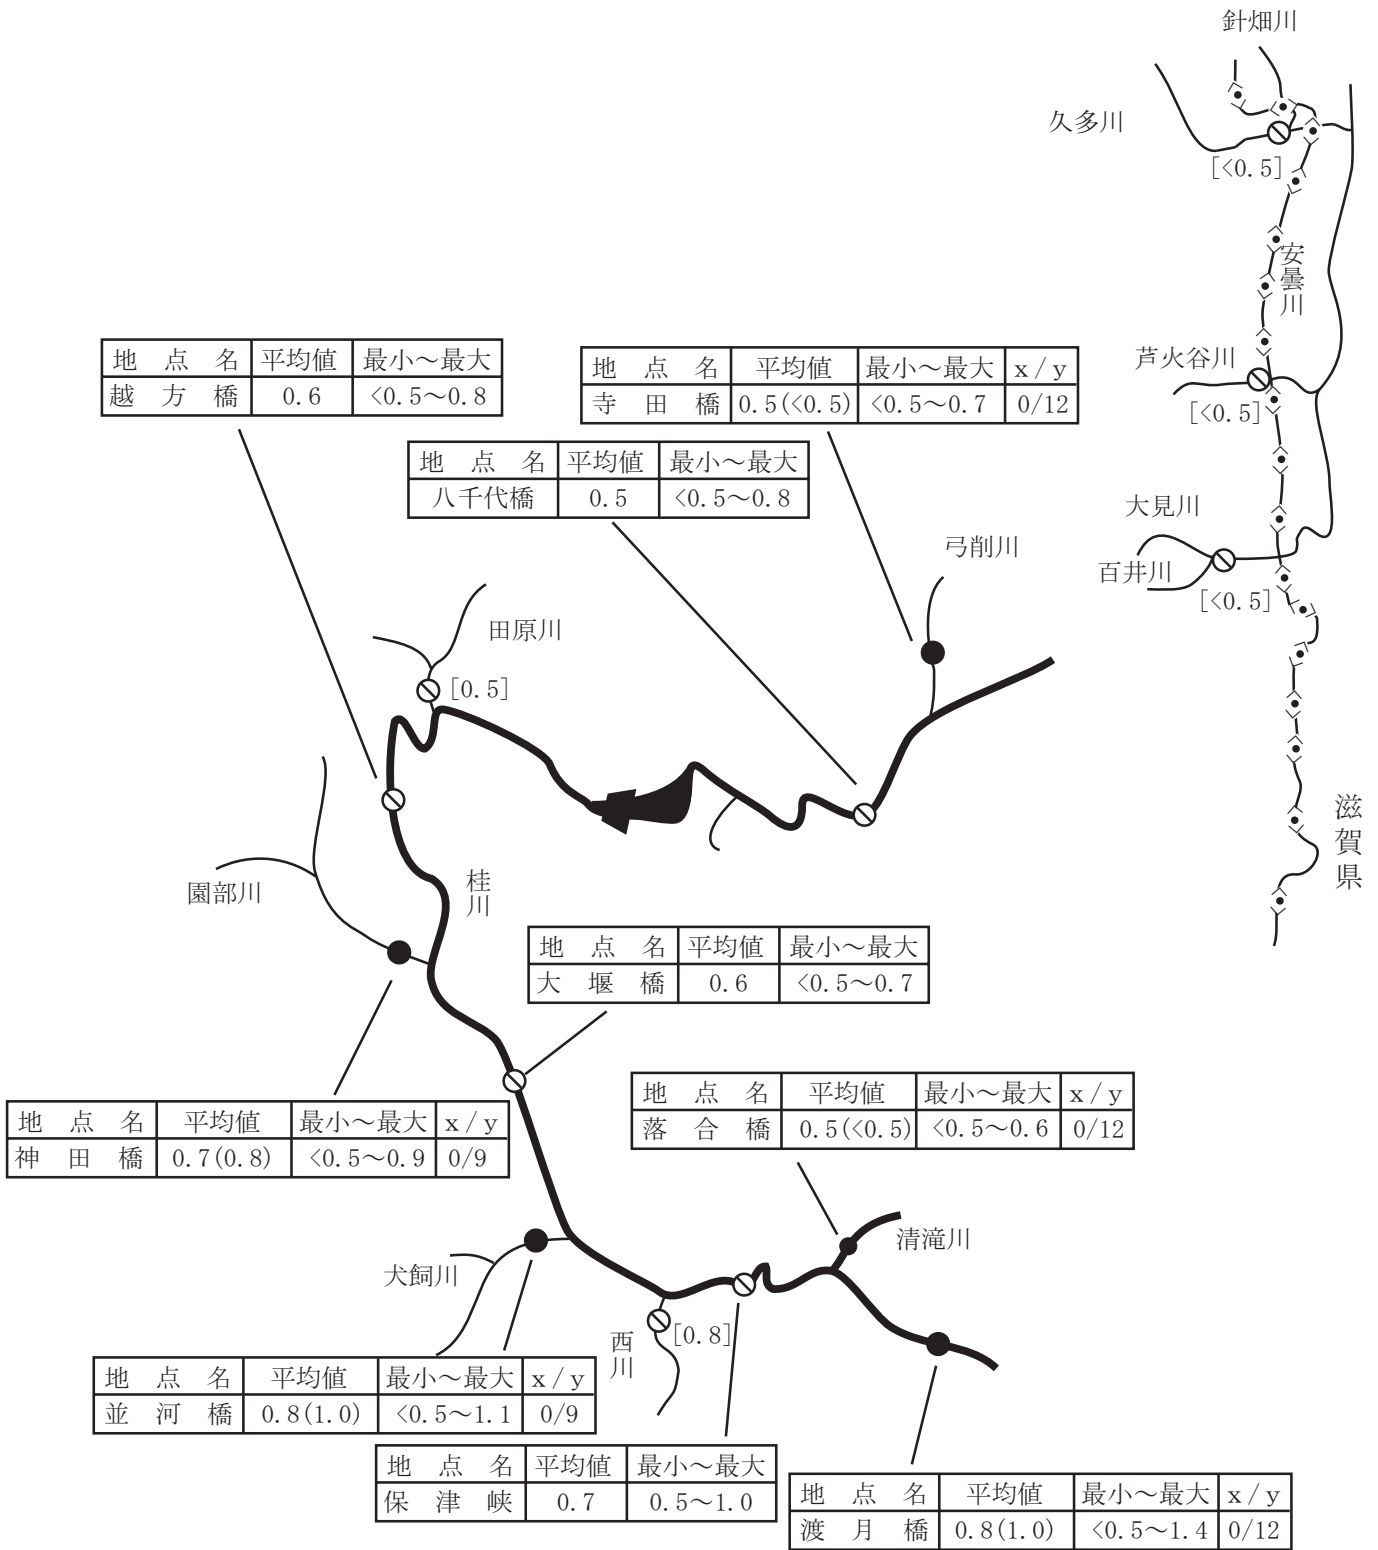 針畑川
久多川
[<0.5]
安曇川
芦火谷川
[<0.5]
大見川
百井川
[<0.5]
滋賀県
地点名 平均値 最小～最大
越方橋 0.6 <0.5～0.8
地点名 平均値 最小～最大 x/y
寺田橋 0.5(<0.5) <0.5～0.7 0/12
地点名 平均値 最小～最大
八千代橋 0.5 <0.5～0.8
弓削川
田原川
[0.5]
園部川
桂川
地点名 平均値 最小～最大
大堰橋 0.6 <0.5～0.7
地点名 平均値 最小～最大 x/y
神田橋 0.7(0.8) <0.5～0.9 0/9
地点名 平均値 最小～最大 x/y
落合橋 0.5(<0.5) <0.5～0.6 0/12
清滝川
犬飼川
西川
[0.8]
地点名 平均値 最小～最大 x/y
並河橋 0.8(1.0) <0.5～1.1 0/9
地点名 平均値 最小～最大
保津峡 0.7 0.5～1.0
地点名 平均値 最小～最大 x/y
渡月橋 0.8(1.0) <0.5～1.4 0/12